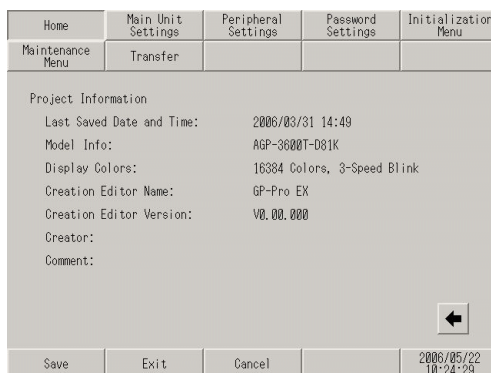 Home
Main Unit
Settings
Peripheral
Settings
Password
Settings
Initialization
Menu
Maintenance
Menu
Transfer
Project Information
Last Saved Date and Time: 2006/03/31 14:49
Model Info: AGP-3600T-D81K
Display Colors: 16384 Colors, 3-Speed Blink
Creation Editor Name: GP-Pro EX
Creation Editor Version: V0.00.000
Creator:
Comment:
Save
Exit
Cancel
2006/05/22
10:24:29